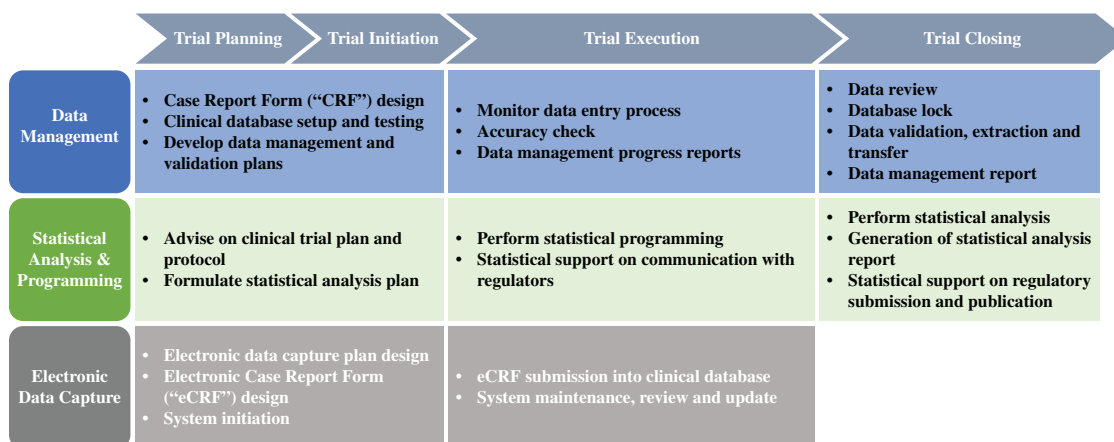 Trial Planning
Trial Initiation
Trial Execution
Trial Closing
Data
Management
• Case Report Form (“CRF”) design
• Clinical database setup and testing
• Develop data management and
validation plans
• Monitor data entry process
• Accuracy check
• Data management progress reports
• Data review
• Database lock
• Data validation, extraction and
transfer
• Data management report
Statistical
Analysis &
Programming
• Advise on clinical trial plan and
protocol
• Formulate statistical analysis plan
• Perform statistical programming
• Statistical support on communication with
regulators
• Perform statistical analysis
• Generation of statistical analysis
report
• Statistical support on regulatory
submission and publication
Electronic
Data Capture
• Electronic data capture plan design
• Electronic Case Report Form
(“eCRF”) design
• System initiation
• eCRF submission into clinical database
• System maintenance, review and update